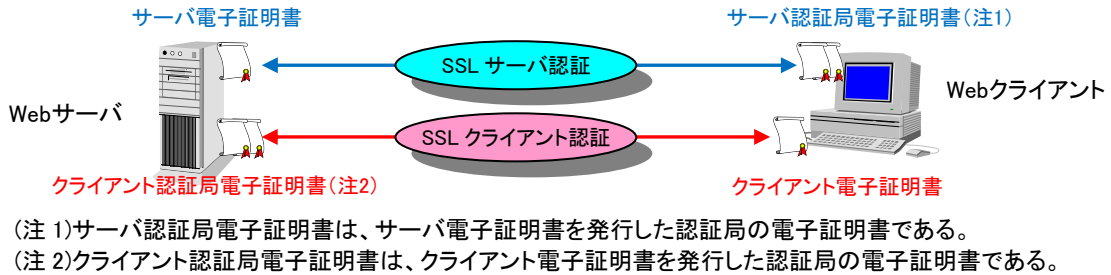 サーバ電子証明書
サーバ認証局電子証明書(注1)
SSL サーバ認証
Webサーバ
Webクライアント
SSL クライアント認証
クライアント認証局電子証明書(注2)
クライアント電子証明書
(注 1)サーバ認証局電子証明書は、サーバ電子証明書を発行した認証局の電子証明書である。
(注 2)クライアント認証局電子証明書は、クライアント電子証明書を発行した認証局の電子証明書である。